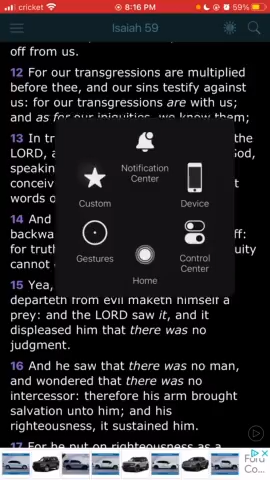 cricket
8:16 PM
59%
Isaiah 59
off from us.
12 For our transgressions are multiplied
before thee, and our sins testify against
us: for our transgressions are with us;
and as for our iniquities, we know them;
13 In tr the
LORD, a God,
speakin
conceiv t
words o
Notification
Center
Custom
Device
14 And
backwa ff:
for truth uity
cannot
Gestures
Control
Center
Home
15 Yea,
departeth from evil maketh himself a
prey: and the LORD saw it, and it
displeased him that there was no
judgment.
16 And he saw that there was no man,
and wondered that there was no
intercessor: therefore his arm brought
salvation unto him; and his
righteousness, it sustained him.
17 For he put on righteousness as a
Ford
Co...